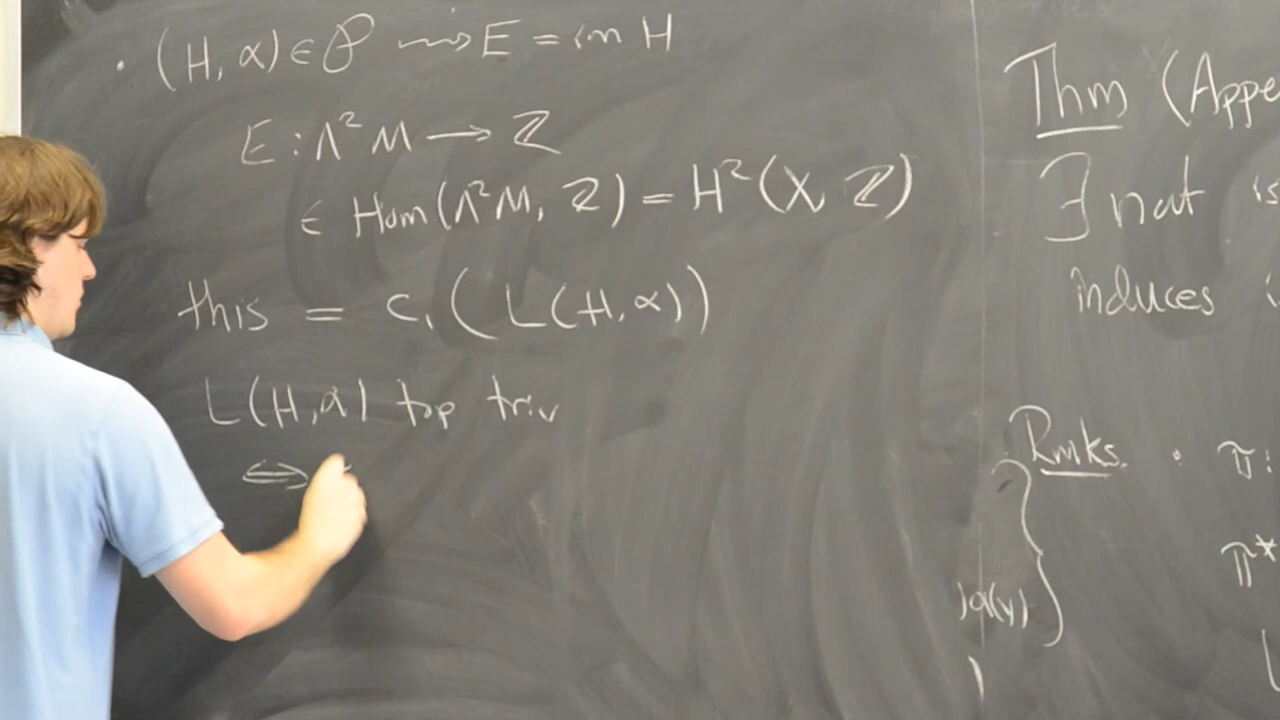 · (H, α) ∈ 𝒫 ⇝ E = im H
E : Λ²M → ℤ
∈ Hom(Λ²M, ℤ) = H²(X, ℤ)
this = c₁(L(H, α))
L(H, α) top triv
⇔
Thm (Appe
∃ nat is
induces
Rmks. · π:
π*